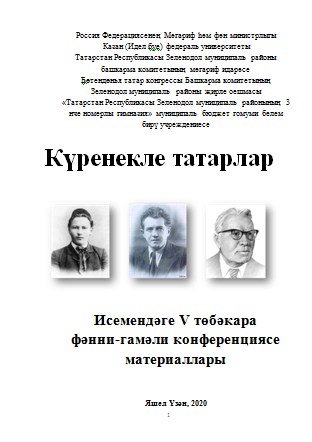 Россия Федерациясенең Мәгариф һәм фән министрлыгы
Казан (Идел буе) федераль университеты
Татарстан Республикасы Зеленодол муниципаль районы
башкарма комитетының мәгариф идарәсе
Бөтендөнья татар конгрессы Башкарма комитетының
Зеленодол муниципаль районы җирле оешмасы
«Татарстан Республикасы Зеленодол муниципаль районының 3
нче номерлы гимназия» муниципаль бюджет гомуми белем
бирү учреждениесе
Күренекле татарлар
Исемендәге V төбәкара
фәнни-гамәли конференциясе
материаллары
Яшел Үзән, 2020
1